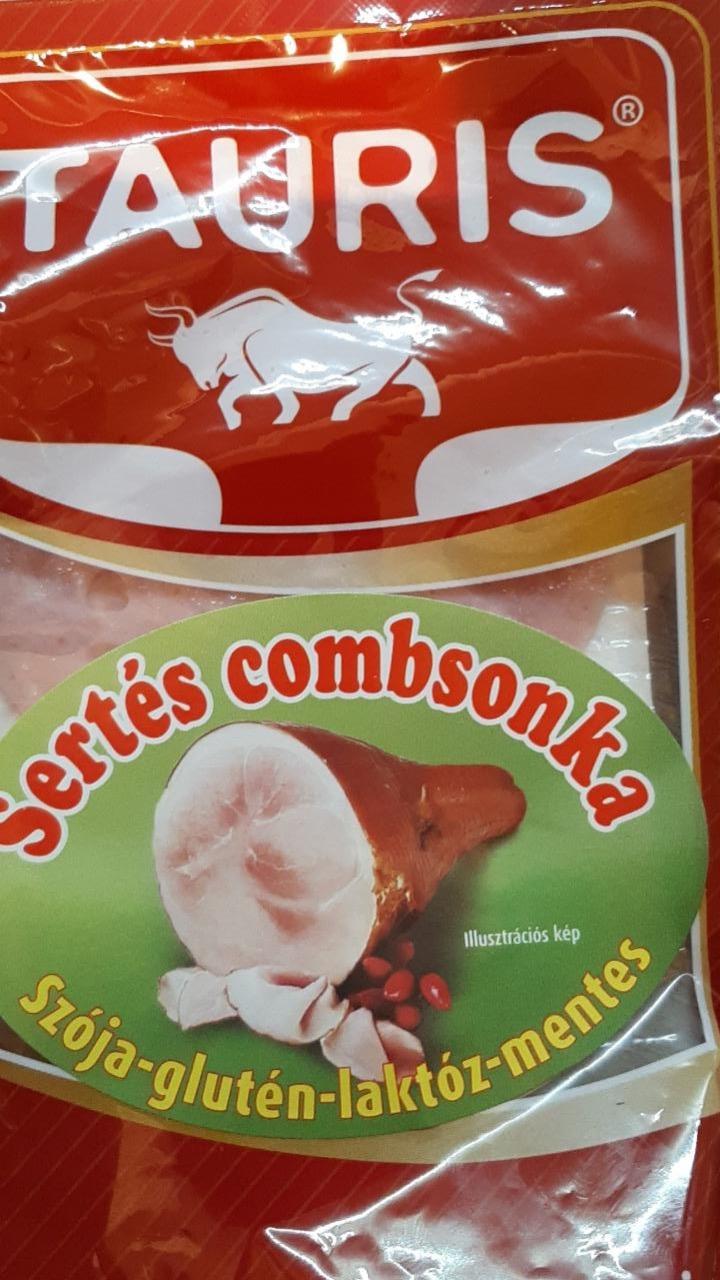 TAURIS®
Sertés combsonka
Illusztrációs kép
Szója-glutén-laktóz-mentes